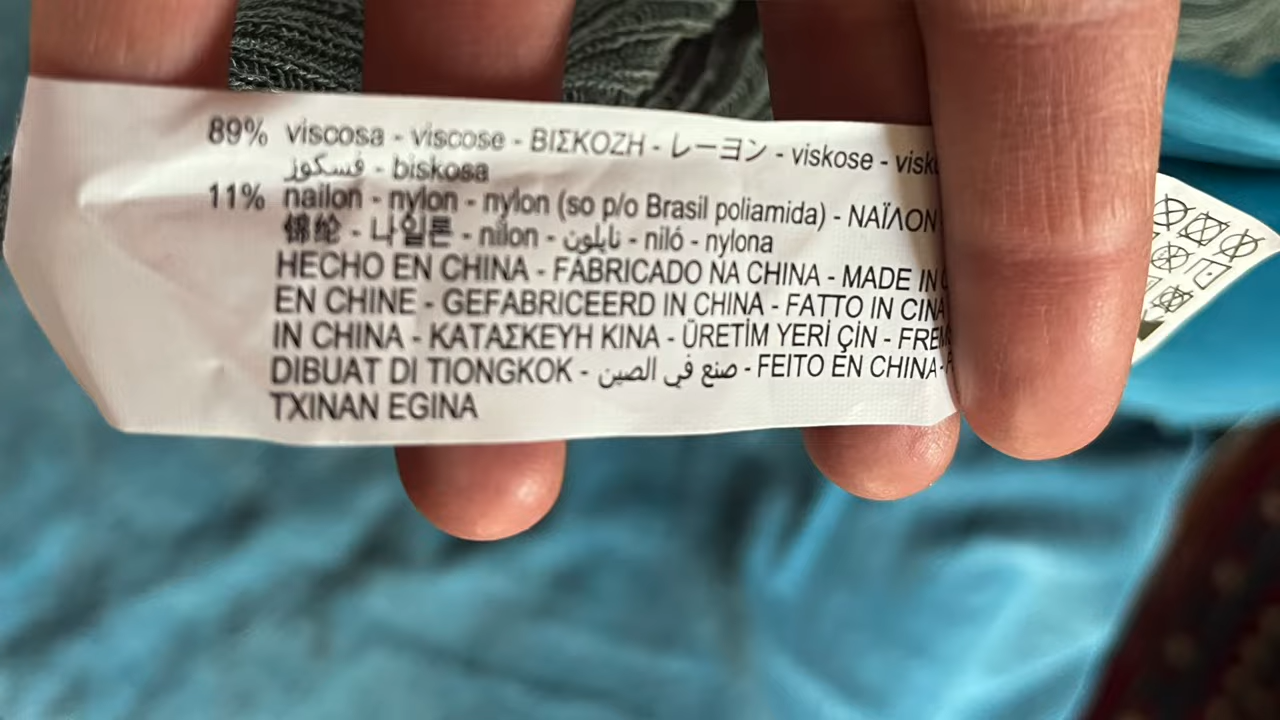 89% viscosa - viscose - ΒΙΣΚΟΖΗ - レーヨン - viskose -
فسكوز - biskosa
11% nailon - nylon - nylon (so p/o Brasil poliamida) - ΝΑΪΛΟΝ
锦纶 - 나일론 - nilon - نايلون - niló - nylona
HECHO EN CHINA - FABRICADO NA CHINA - MADE IN
EN CHINE - GEFABRICEERD IN CHINA - FATTO IN CINA
IN CHINA - ΚΑΤΑΣΚΕΥΗ ΚΙΝΑ - ÜRETİM YERİ ÇİN -
DIBUAT DI TIONGKOK - صنع في الصين - FEITO EN CHINA -
TXINAN EGINA